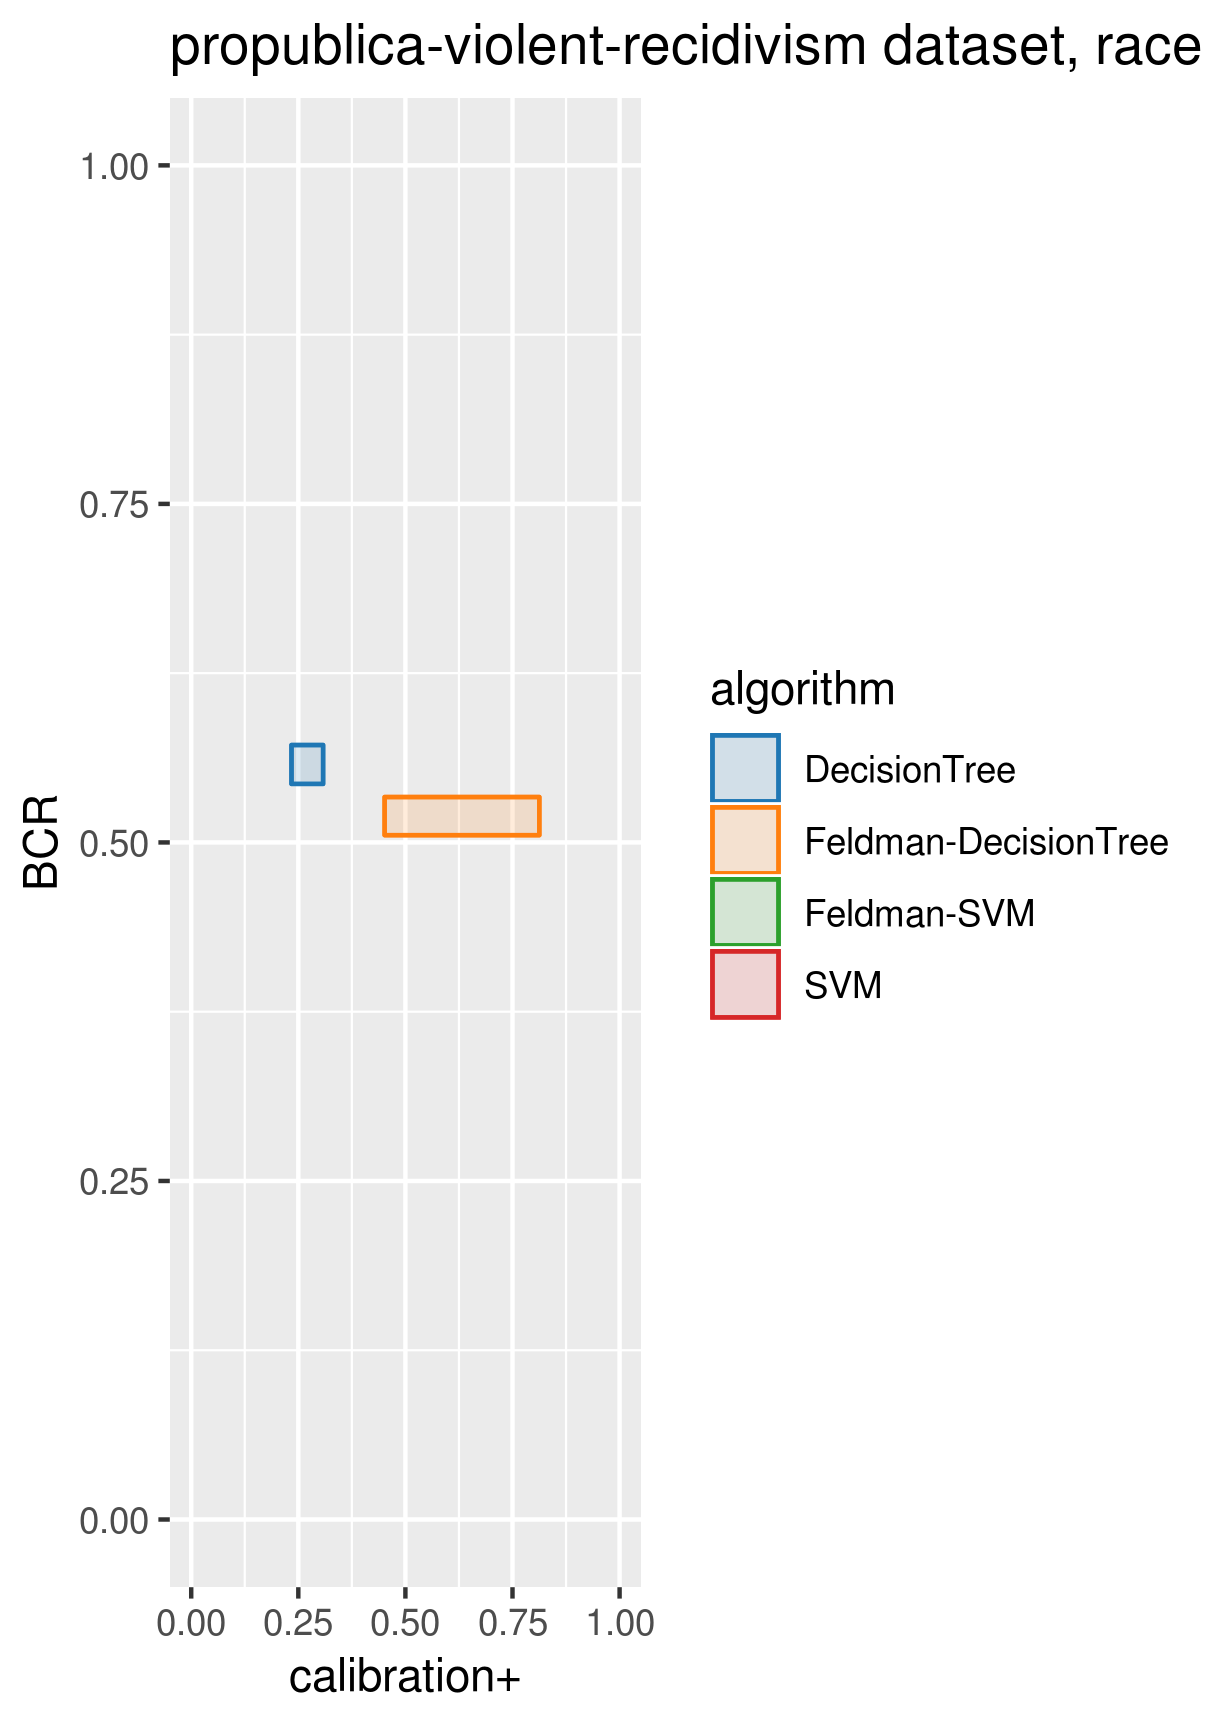 propublica-violent-recidivism dataset, race
1.00
0.75
0.50
0.25
0.00
BCR
0.00 0.25 0.50 0.75 1.00
calibration+
algorithm
DecisionTree
Feldman-DecisionTree
Feldman-SVM
SVM